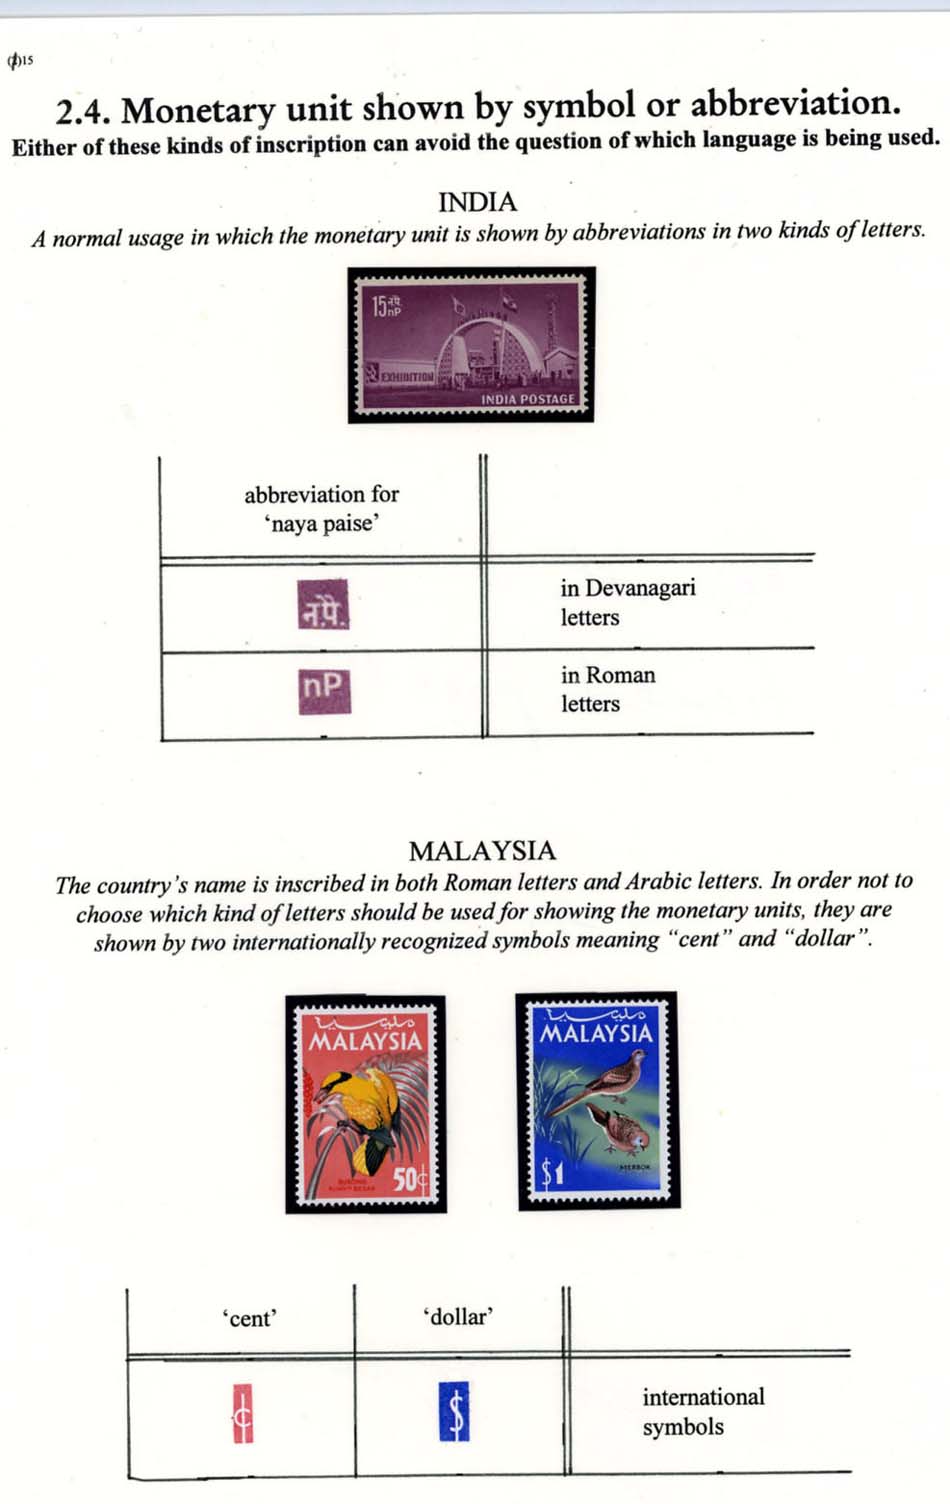 (1)15
2.4. Monetary unit shown by symbol or abbreviation.
Either of these kinds of inscription can avoid the question of which language is being used.
INDIA
A normal usage in which the monetary unit is shown by abbreviations in two kinds of letters.
15 न.पै.
nP
EXHIBITION
INDIA POSTAGE
abbreviation for
‘naya paise’
न.पै.
in Devanagari
letters
nP
in Roman
letters
MALAYSIA
The country’s name is inscribed in both Roman letters and Arabic letters. In order not to
choose which kind of letters should be used for showing the monetary units, they are
shown by two internationally recognized symbols meaning “cent” and “dollar”.
مليسيا
MALAYSIA
BURONG
KUNYIT BESAR
50¢
مليسيا
MALAYSIA
MERBOK
$1
‘cent’
‘dollar’
¢
$
international
symbols